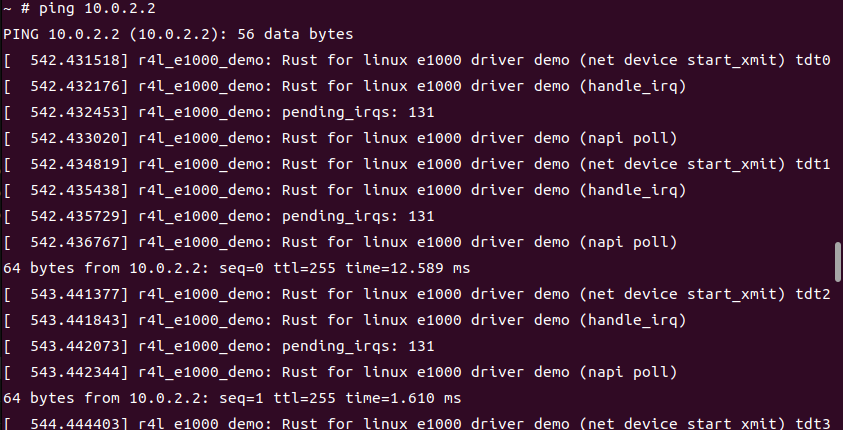 ~ # ping 10.0.2.2
PING 10.0.2.2 (10.0.2.2): 56 data bytes
[  542.431518] r4l_e1000_demo: Rust for linux e1000 driver demo (net device start_xmit) tdt0
[  542.432176] r4l_e1000_demo: Rust for linux e1000 driver demo (handle_irq)
[  542.432453] r4l_e1000_demo: pending_irqs: 131
[  542.433020] r4l_e1000_demo: Rust for linux e1000 driver demo (napi poll)
[  542.434819] r4l_e1000_demo: Rust for linux e1000 driver demo (net device start_xmit) tdt1
[  542.435438] r4l_e1000_demo: Rust for linux e1000 driver demo (handle_irq)
[  542.435729] r4l_e1000_demo: pending_irqs: 131
[  542.436767] r4l_e1000_demo: Rust for linux e1000 driver demo (napi poll)
64 bytes from 10.0.2.2: seq=0 ttl=255 time=12.589 ms
[  543.441377] r4l_e1000_demo: Rust for linux e1000 driver demo (net device start_xmit) tdt2
[  543.441843] r4l_e1000_demo: Rust for linux e1000 driver demo (handle_irq)
[  543.442073] r4l_e1000_demo: pending_irqs: 131
[  543.442344] r4l_e1000_demo: Rust for linux e1000 driver demo (napi poll)
64 bytes from 10.0.2.2: seq=1 ttl=255 time=1.610 ms
[  544.444403] r4l_e1000_demo: Rust for linux e1000 driver demo (net device start_xmit) tdt3